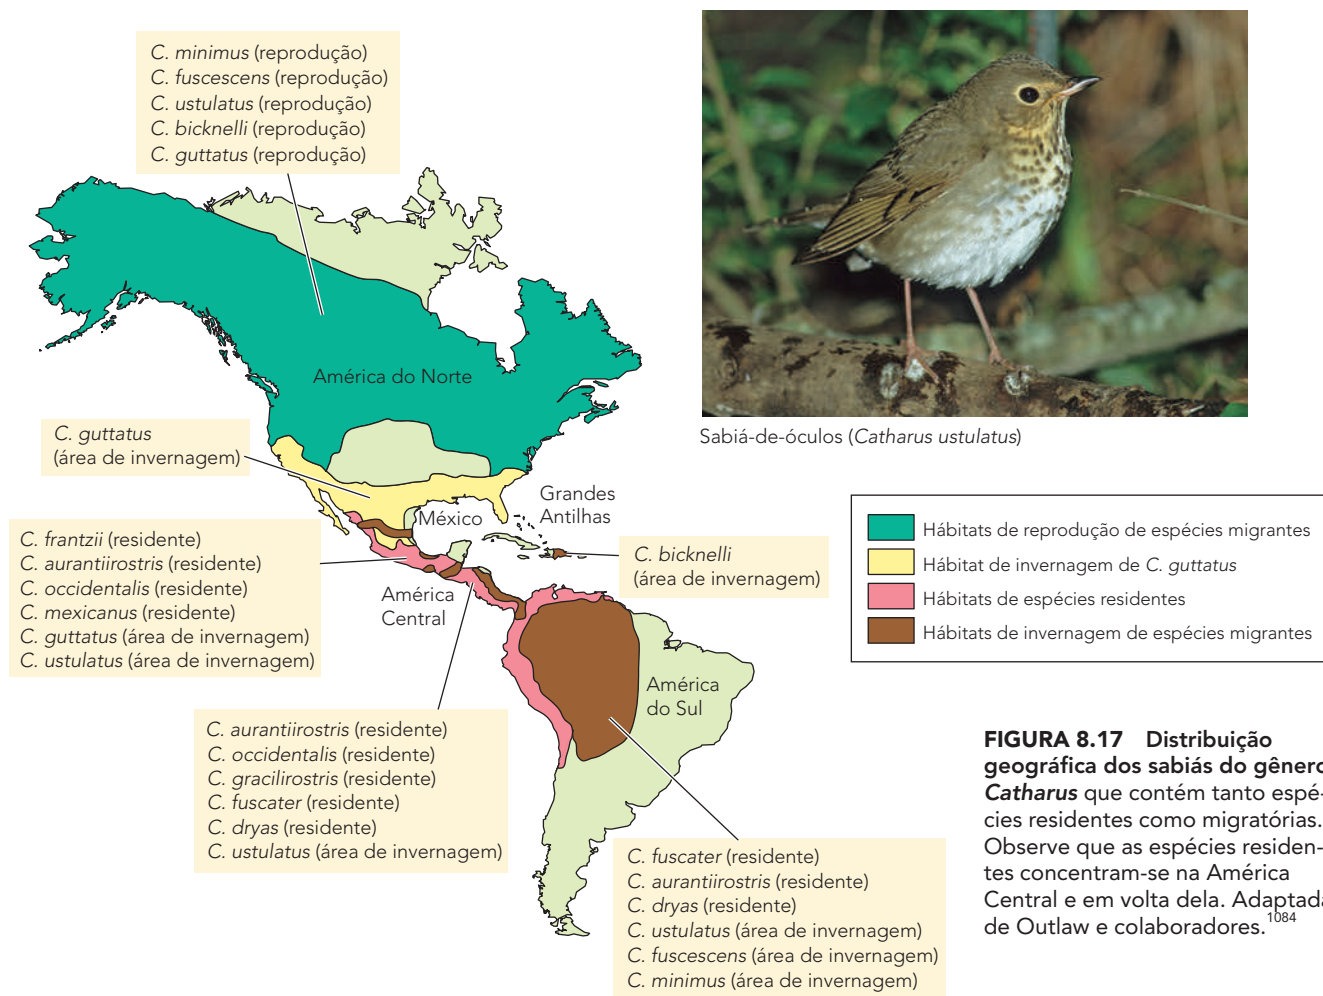 C. minimus (reprodução)
C. fuscescens (reprodução)
C. ustulatus (reprodução)
C. bicknelli (reprodução)
C. guttatus (reprodução)
América do Norte
C. guttatus
(área de invernagem)
Grandes
Antilhas
México
C. frantzii (residente)
C. aurantiirostris (residente)
C. occidentalis (residente)
C. mexicanus (residente)
C. guttatus (área de invernagem)
C. ustulatus (área de invernagem)
América
Central
C. bicknelli
(área de invernagem)
América
do Sul
C. aurantiirostris (residente)
C. occidentalis (residente)
C. gracilirostris (residente)
C. fuscater (residente)
C. dryas (residente)
C. ustulatus (área de invernagem)
C. fuscater (residente)
C. aurantiirostris (residente)
C. dryas (residente)
C. ustulatus (área de invernagem)
C. fuscescens (área de invernagem)
C. minimus (área de invernagem)
Sabiá-de-óculos (Catharus ustulatus)
Hábitats de reprodução de espécies migrantes
Hábitat de invernagem de C. guttatus
Hábitats de espécies residentes
Hábitats de invernagem de espécies migrantes
FIGURA 8.17 Distribuição
geográfica dos sabiás do gênero
Catharus que contém tanto espé-
cies residentes como migratórias.
Observe que as espécies residen-
tes concentram-se na América
Central e em volta dela. Adaptada
de Outlaw e colaboradores.1084